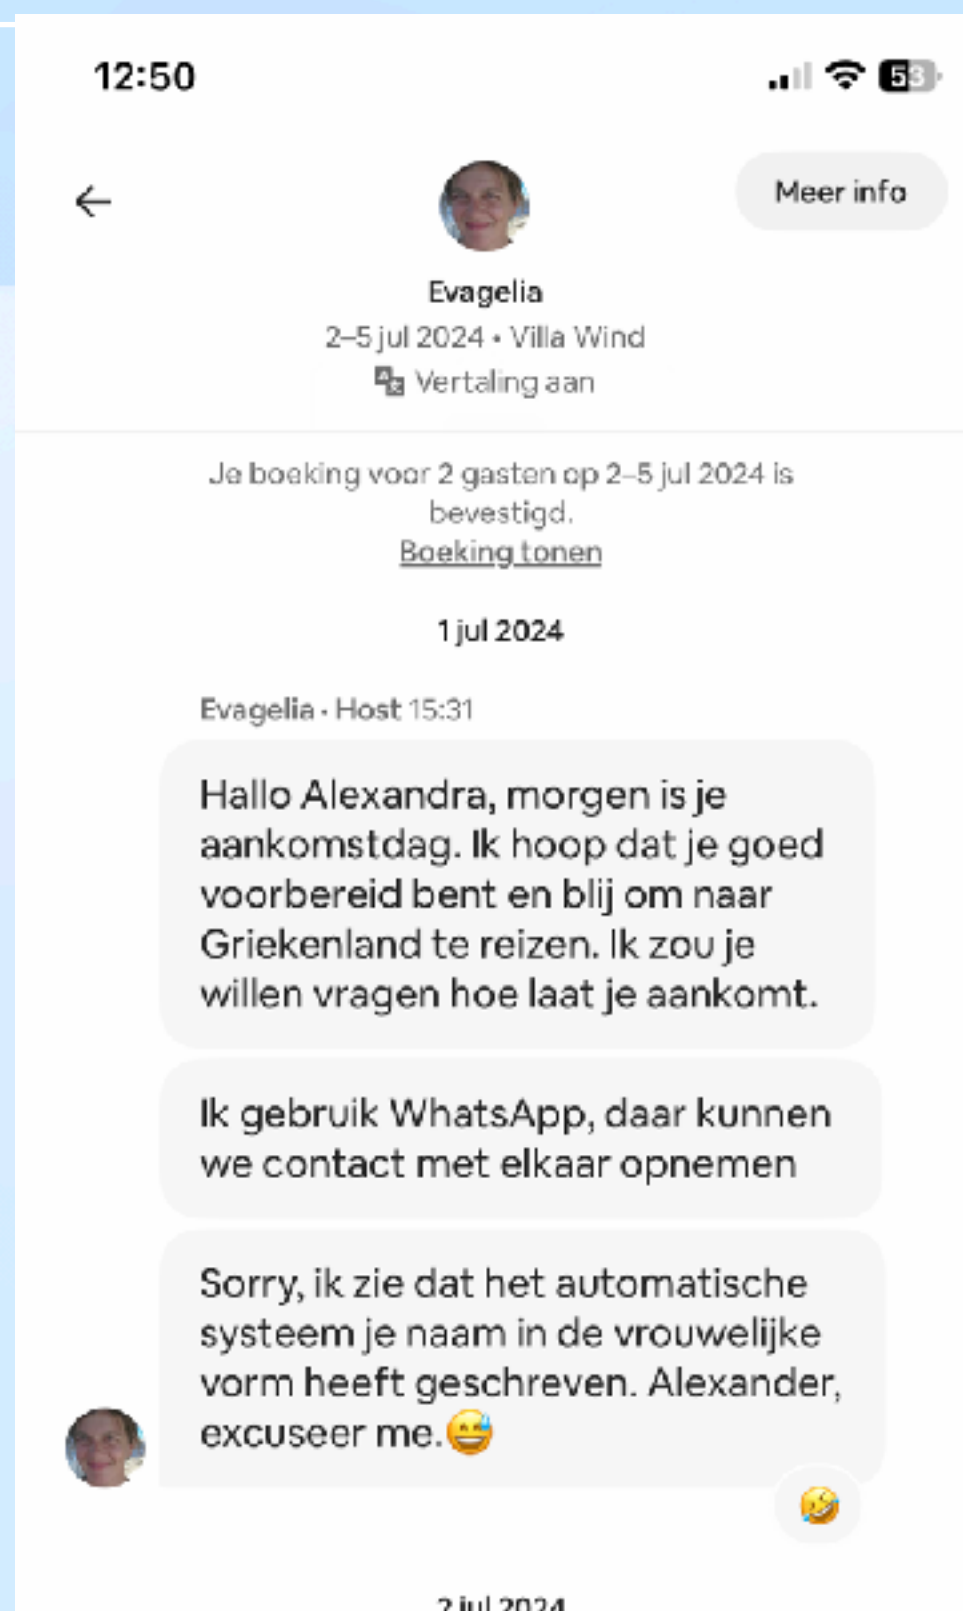 12:50
53
Meer info
Evagelia
2–5 jul 2024 • Villa Wind
Vertaling aan
Je boeking voor 2 gasten op 2–5 jul 2024 is
bevestigd.
Boeking tonen
1 jul 2024
Evagelia · Host 15:31
Hallo Alexandra, morgen is je
aankomstdag. Ik hoop dat je goed
voorbereid bent en blij om naar
Griekenland te reizen. Ik zou je
willen vragen hoe laat je aankomt.
Ik gebruik WhatsApp, daar kunnen
we contact met elkaar opnemen
Sorry, ik zie dat het automatische
systeem je naam in de vrouwelijke
vorm heeft geschreven. Alexander,
excuseer me.😅
🤣
2 jul 2024